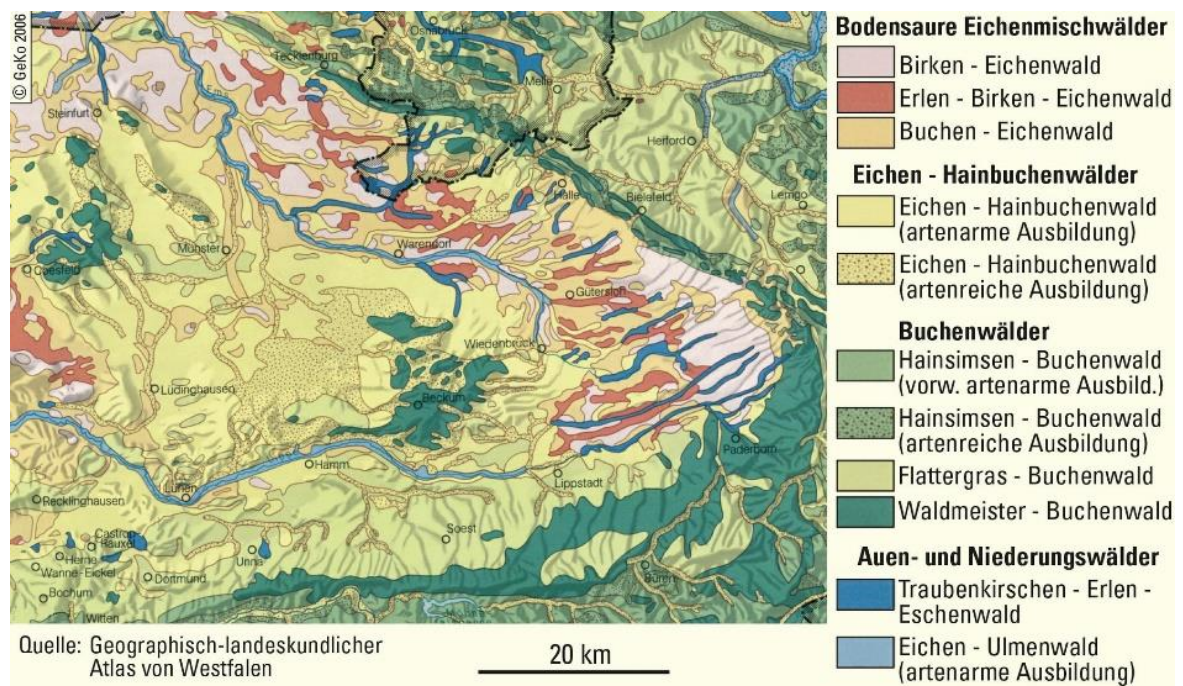 © GeKo 2006
Osnabrück
Tecklenburg
Melle
Ems
Steinfurt
Herford
Halle
Bielefeld
Lemgo
Münster
Warendorf
Coesfeld
Gütersloh
Wiedenbrück
Lüdinghausen
Beckum
Paderborn
Hamm
Lippstadt
Lünen
Recklinghausen
Soest
Castrop-
Rauxel
Herne
Unna
Wanne-Eickel
Dortmund
Büren
Bochum
Witten
Bodensaure Eichenmischwälder
Birken - Eichenwald
Erlen - Birken - Eichenwald
Buchen - Eichenwald
Eichen - Hainbuchenwälder
Eichen - Hainbuchenwald
(artenarme Ausbildung)
Eichen - Hainbuchenwald
(artenreiche Ausbildung)
Buchenwälder
Hainsimsen - Buchenwald
(vorw. artenarme Ausbild.)
Hainsimsen - Buchenwald
(artenreiche Ausbildung)
Flattergras - Buchenwald
Waldmeister - Buchenwald
Auen- und Niederungswälder
Traubenkirschen - Erlen -
Eschenwald
Eichen - Ulmenwald
(artenarme Ausbildung)
Quelle: Geographisch-landeskundlicher
Atlas von Westfalen
20 km